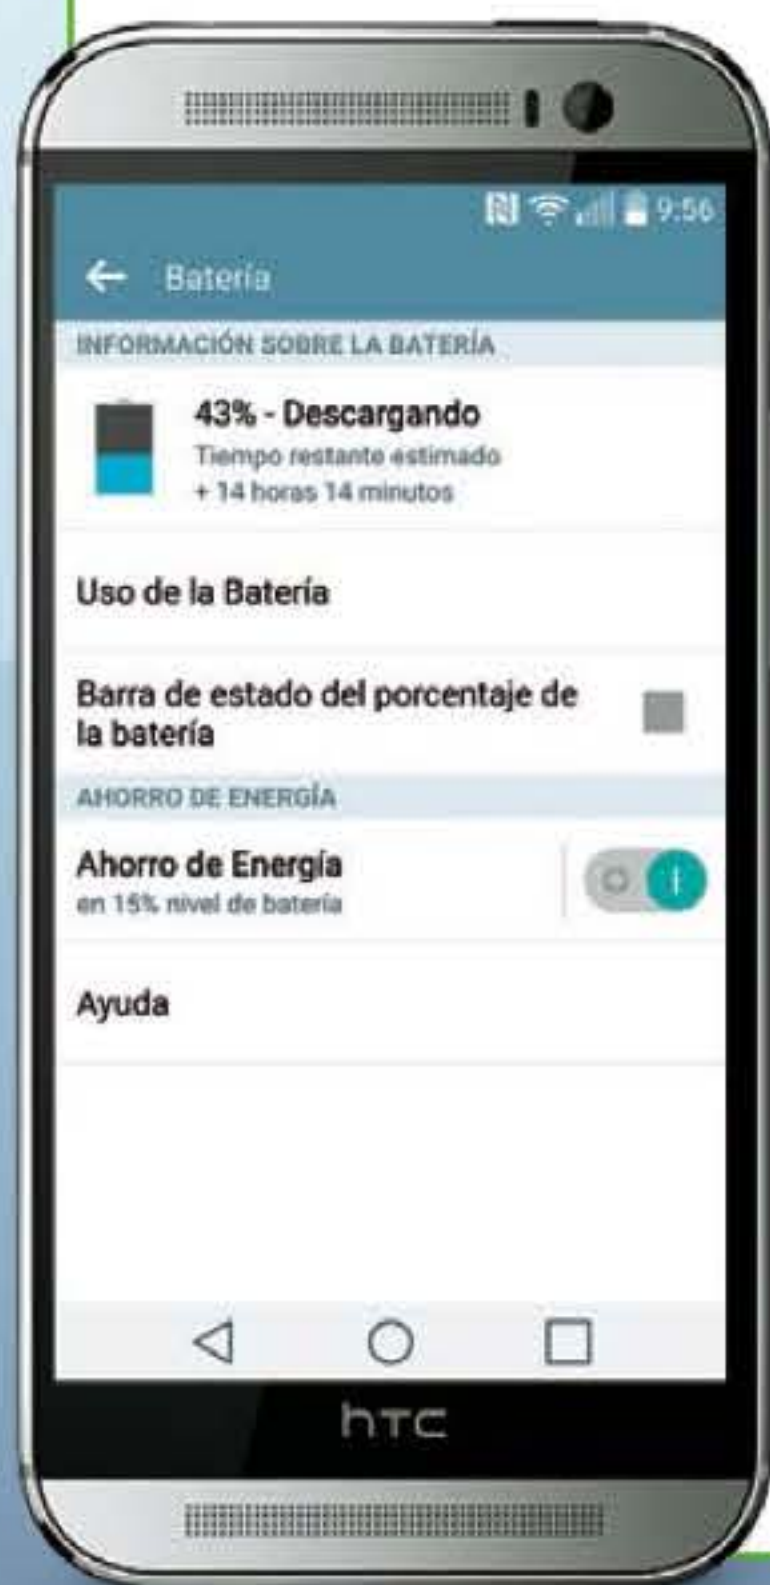 9:56
Batería
INFORMACIÓN SOBRE LA BATERÍA
43% - Descargando
Tiempo restante estimado
+ 14 horas 14 minutos
Uso de la Batería
Barra de estado del porcentaje de
la batería
AHORRO DE ENERGÍA
Ahorro de Energía
en 15% nivel de batería
Ayuda
hTC